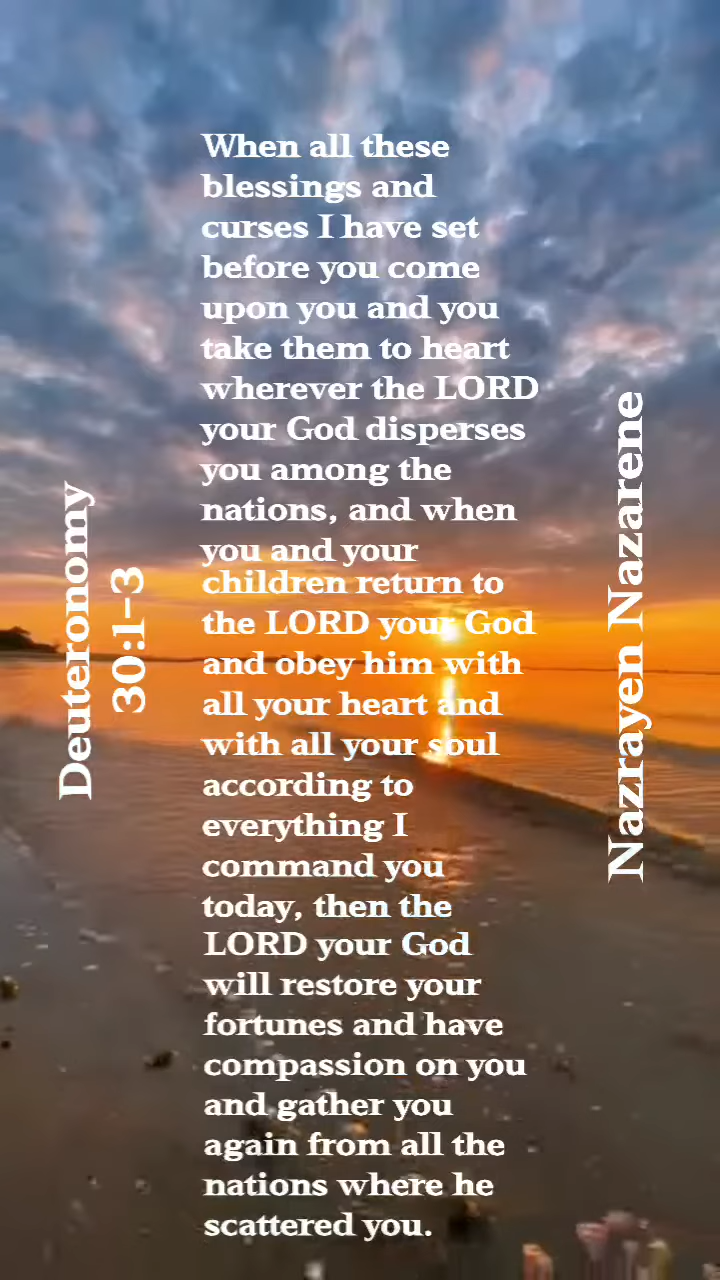 When all these
blessings and
curses I have set
before you come
upon you and you
take them to heart
wherever the LORD
your God disperses
you among the
nations, and when
you and your
children return to
the LORD your God
and obey him with
all your heart and
with all your soul
according to
everything I
command you
today, then the
LORD your God
will restore your
fortunes and have
compassion on you
and gather you
again from all the
nations where he
scattered you.
Deuteronomy
30:1-3
Nazrayen Nazarene